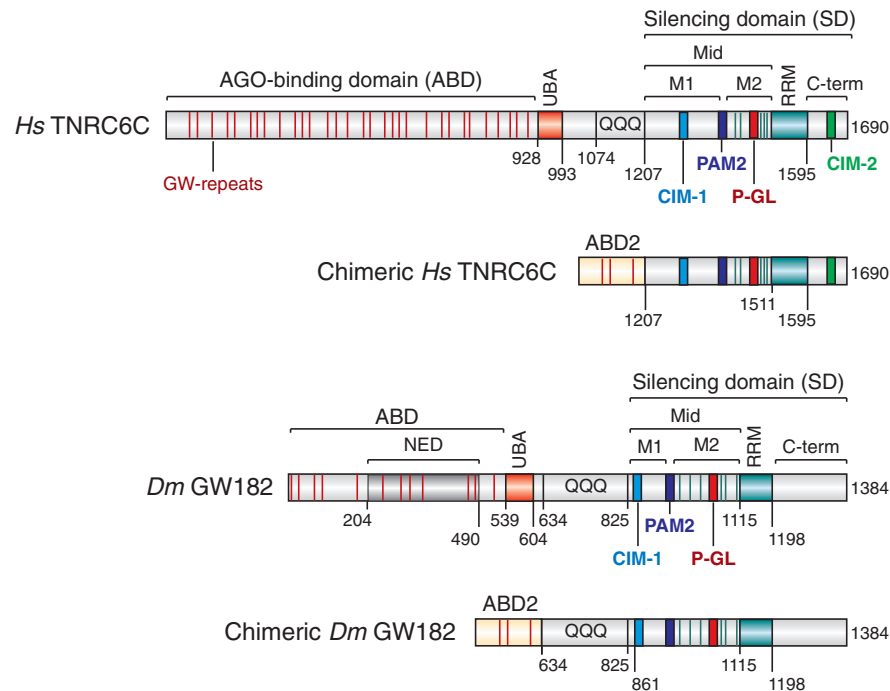 Silencing domain (SD)
Mid
AGO-binding domain (ABD)
UBA
M1
M2
RRM
C-term
Hs TNRC6C
QQQ
1690
GW-repeats
928
993
1074
1207
CIM-1
PAM2
P-GL
1595
CIM-2
ABD2
Chimeric Hs TNRC6C
1690
1207
1511
1595
Silencing domain (SD)
ABD
Mid
NED
UBA
M1
M2
RRM
C-term
Dm GW182
QQQ
1384
204
490
539
604
634
825
CIM-1
PAM2
P-GL
1115
1198
ABD2
Chimeric Dm GW182
QQQ
1384
634
825
861
1115
1198